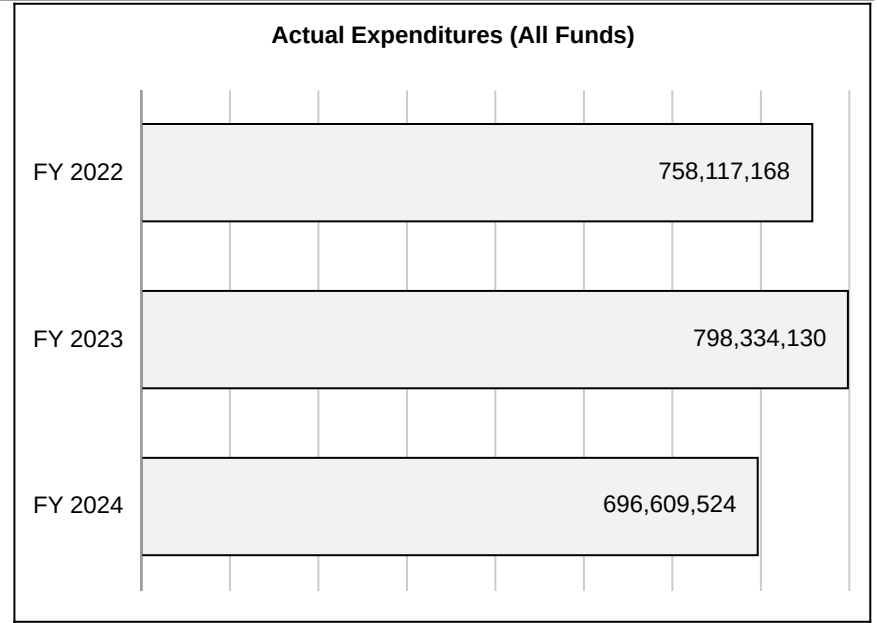 Actual Expenditures (All Funds)
FY 2022 758,117,168
FY 2023 798,334,130
FY 2024 696,609,524